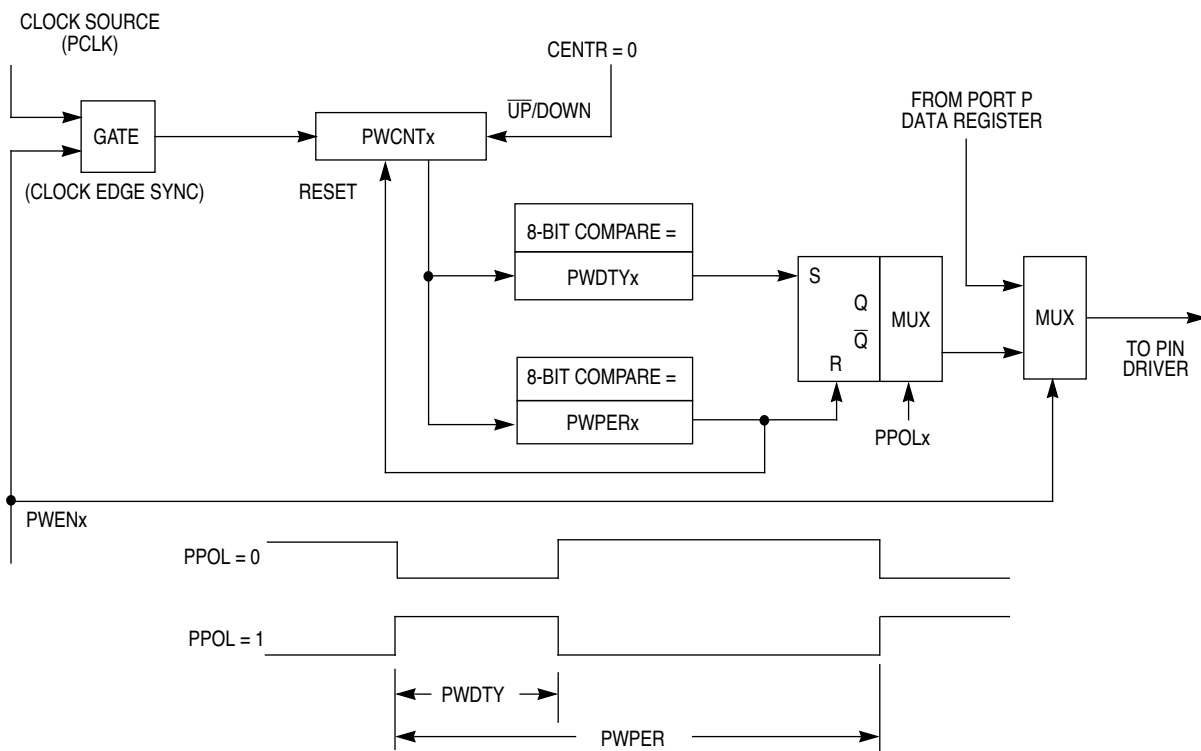 CLOCK SOURCE
(PCLK)
CENTR = 0
U̅P̅/DOWN
FROM PORT P
DATA REGISTER
GATE
PWCNTx
(CLOCK EDGE SYNC)
RESET
8-BIT COMPARE =
PWDTYx
S
Q
Q̅
R
MUX
MUX
TO PIN
DRIVER
8-BIT COMPARE =
PWPERx
PPOLx
PWENx
PPOL = 0
PPOL = 1
PWDTY
PWPER